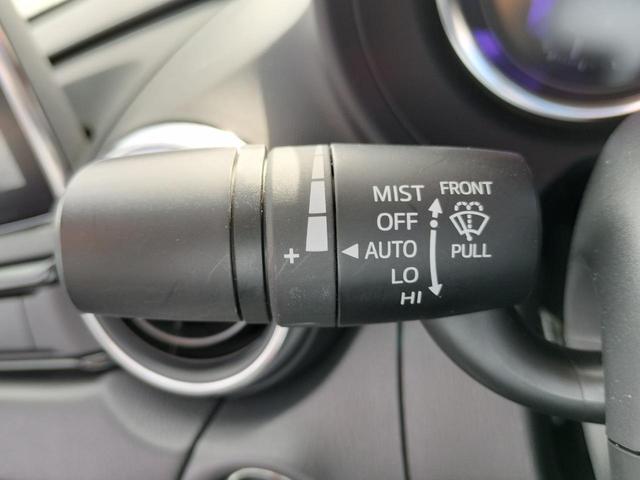 MIST FRONT
OFF
+ AUTO PULL
LO
HI